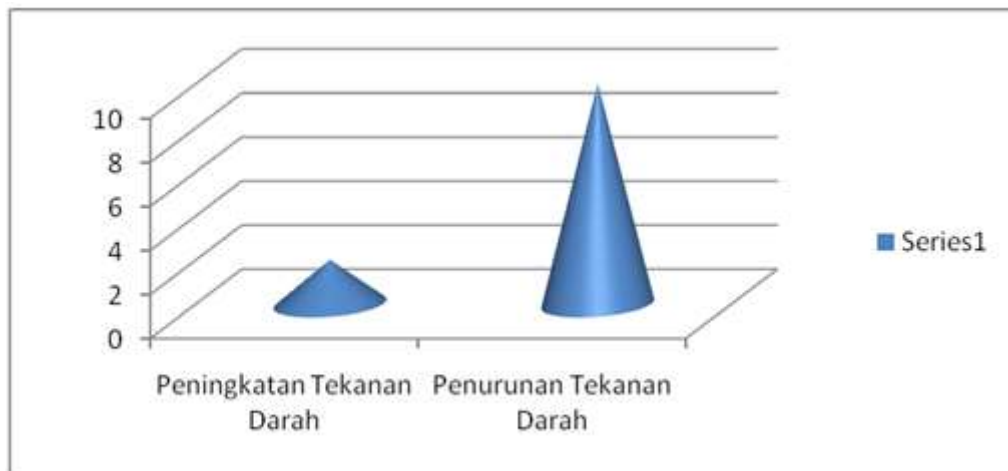 10
8
6
4
2
0
Peningkatan Tekanan
Darah
Penurunan Tekanan
Darah
Series1